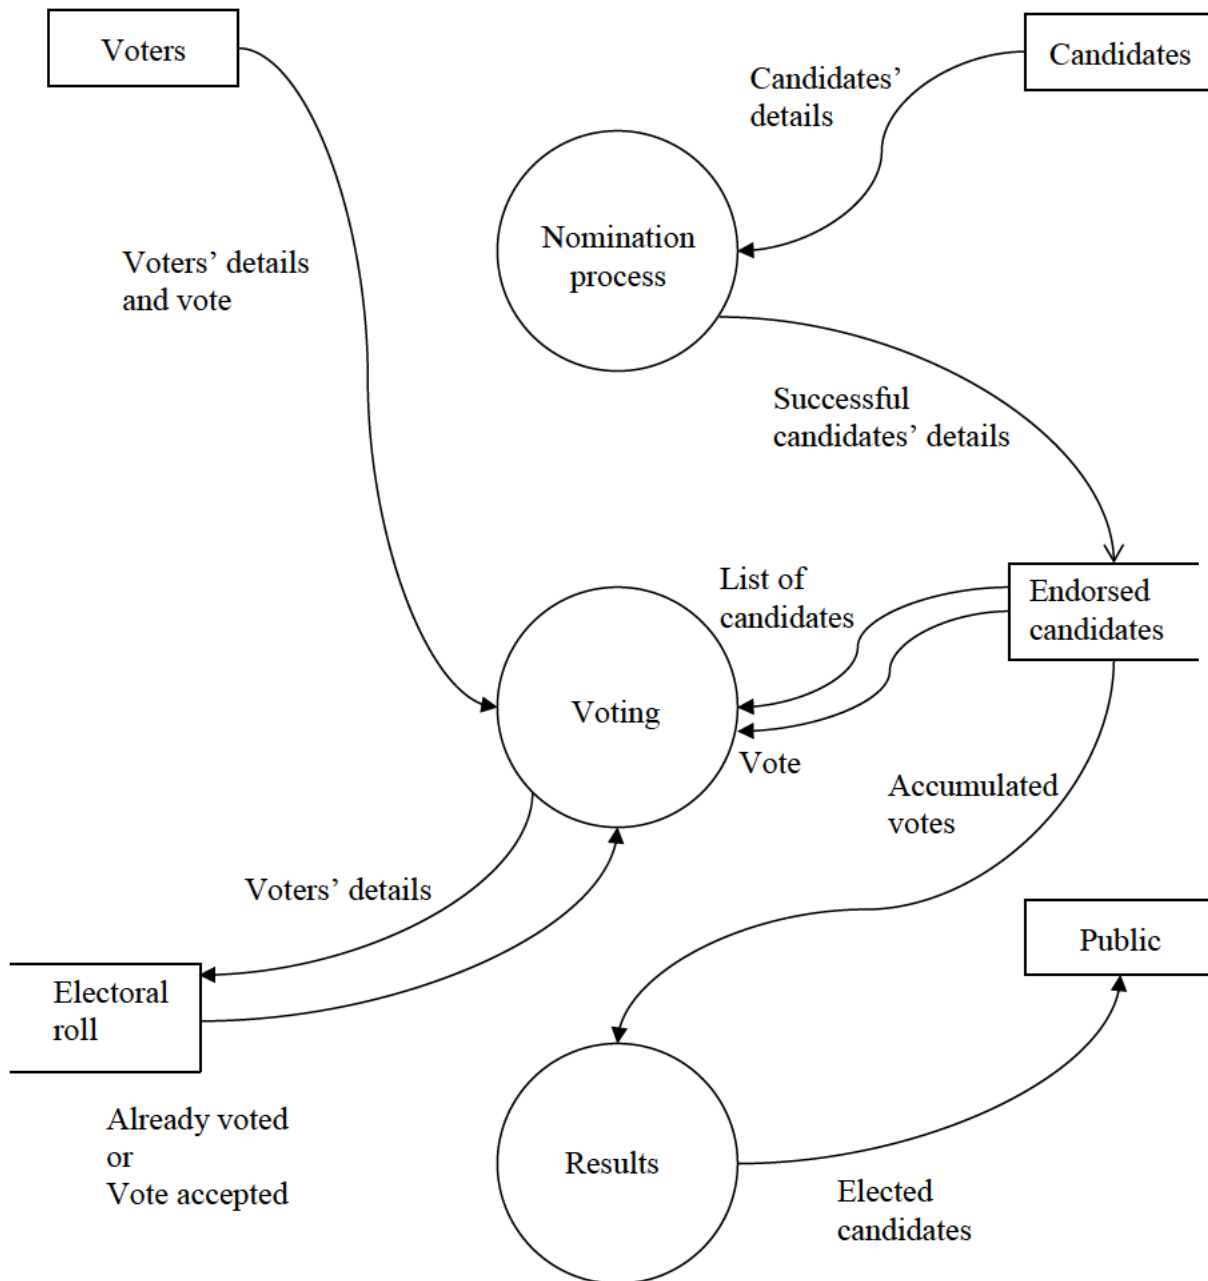 Voters
Candidates
Candidates’
details
Nomination
process
Voters’ details
and vote
Successful
candidates’ details
List of
candidates
Endorsed
candidates
Voting
Vote
Accumulated
votes
Voters’ details
Public
Electoral
roll
Already voted
or
Vote accepted
Results
Elected
candidates